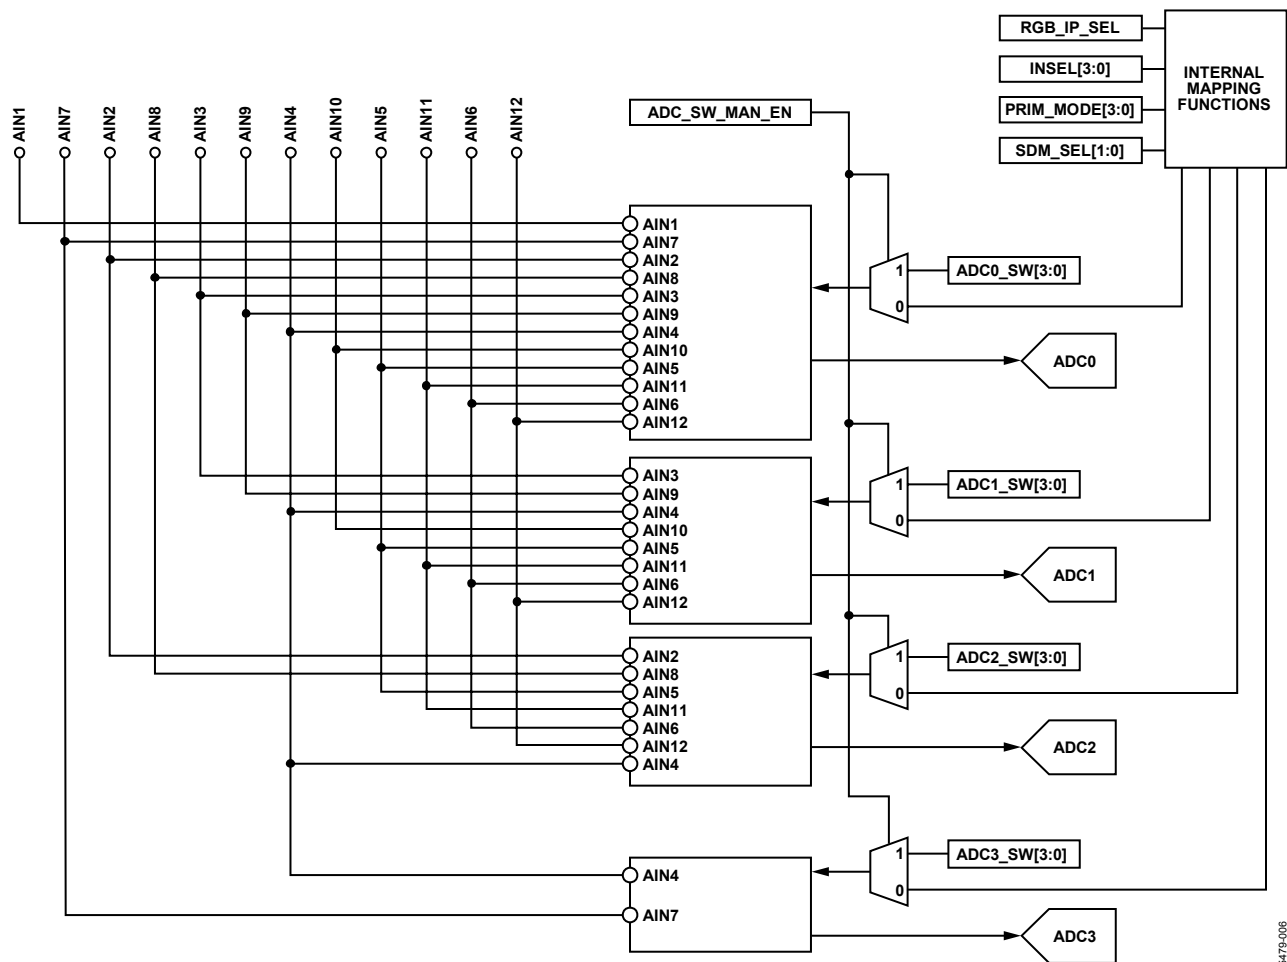 RGB_IP_SEL
INSEL[3:0]
PRIM_MODE[3:0]
SDM_SEL[1:0]
INTERNAL
MAPPING
FUNCTIONS
AIN1
AIN7
AIN2
AIN8
AIN3
AIN9
AIN4
AIN10
AIN5
AIN11
AIN6
AIN12
ADC_SW_MAN_EN
AIN1
AIN7
AIN2
AIN8
AIN3
AIN9
AIN4
AIN10
AIN5
AIN11
AIN6
AIN12
1
0
ADC0_SW[3:0]
ADC0
AIN3
AIN9
AIN4
AIN10
AIN5
AIN11
AIN6
AIN12
1
0
ADC1_SW[3:0]
ADC1
AIN2
AIN8
AIN5
AIN11
AIN6
AIN12
AIN4
1
0
ADC2_SW[3:0]
ADC2
AIN4
AIN7
1
0
ADC3_SW[3:0]
ADC3